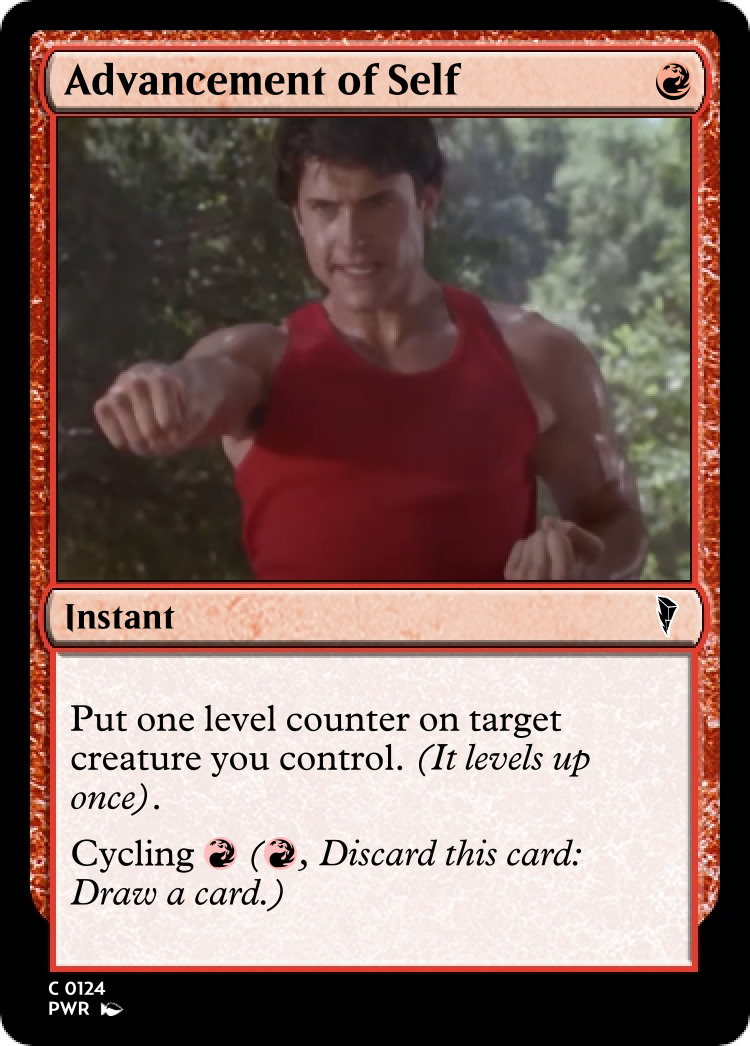 Advancement of Self
Instant
Put one level counter on target
creature you control. (It levels up
once).
Cycling (, Discard this card:
Draw a card.)
C 0124
PWR